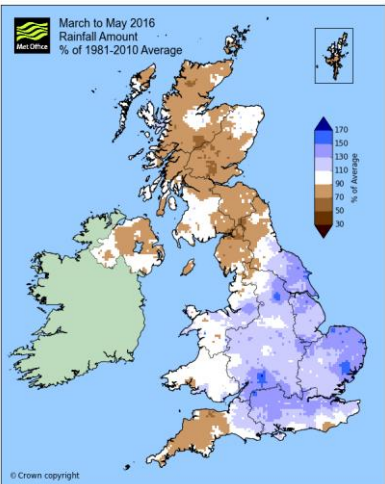 March to May 2016
Rainfall Amount
% of 1981-2010 Average
Met Office
170
150
130
110
90
70
50
30
% of Average
© Crown copyright